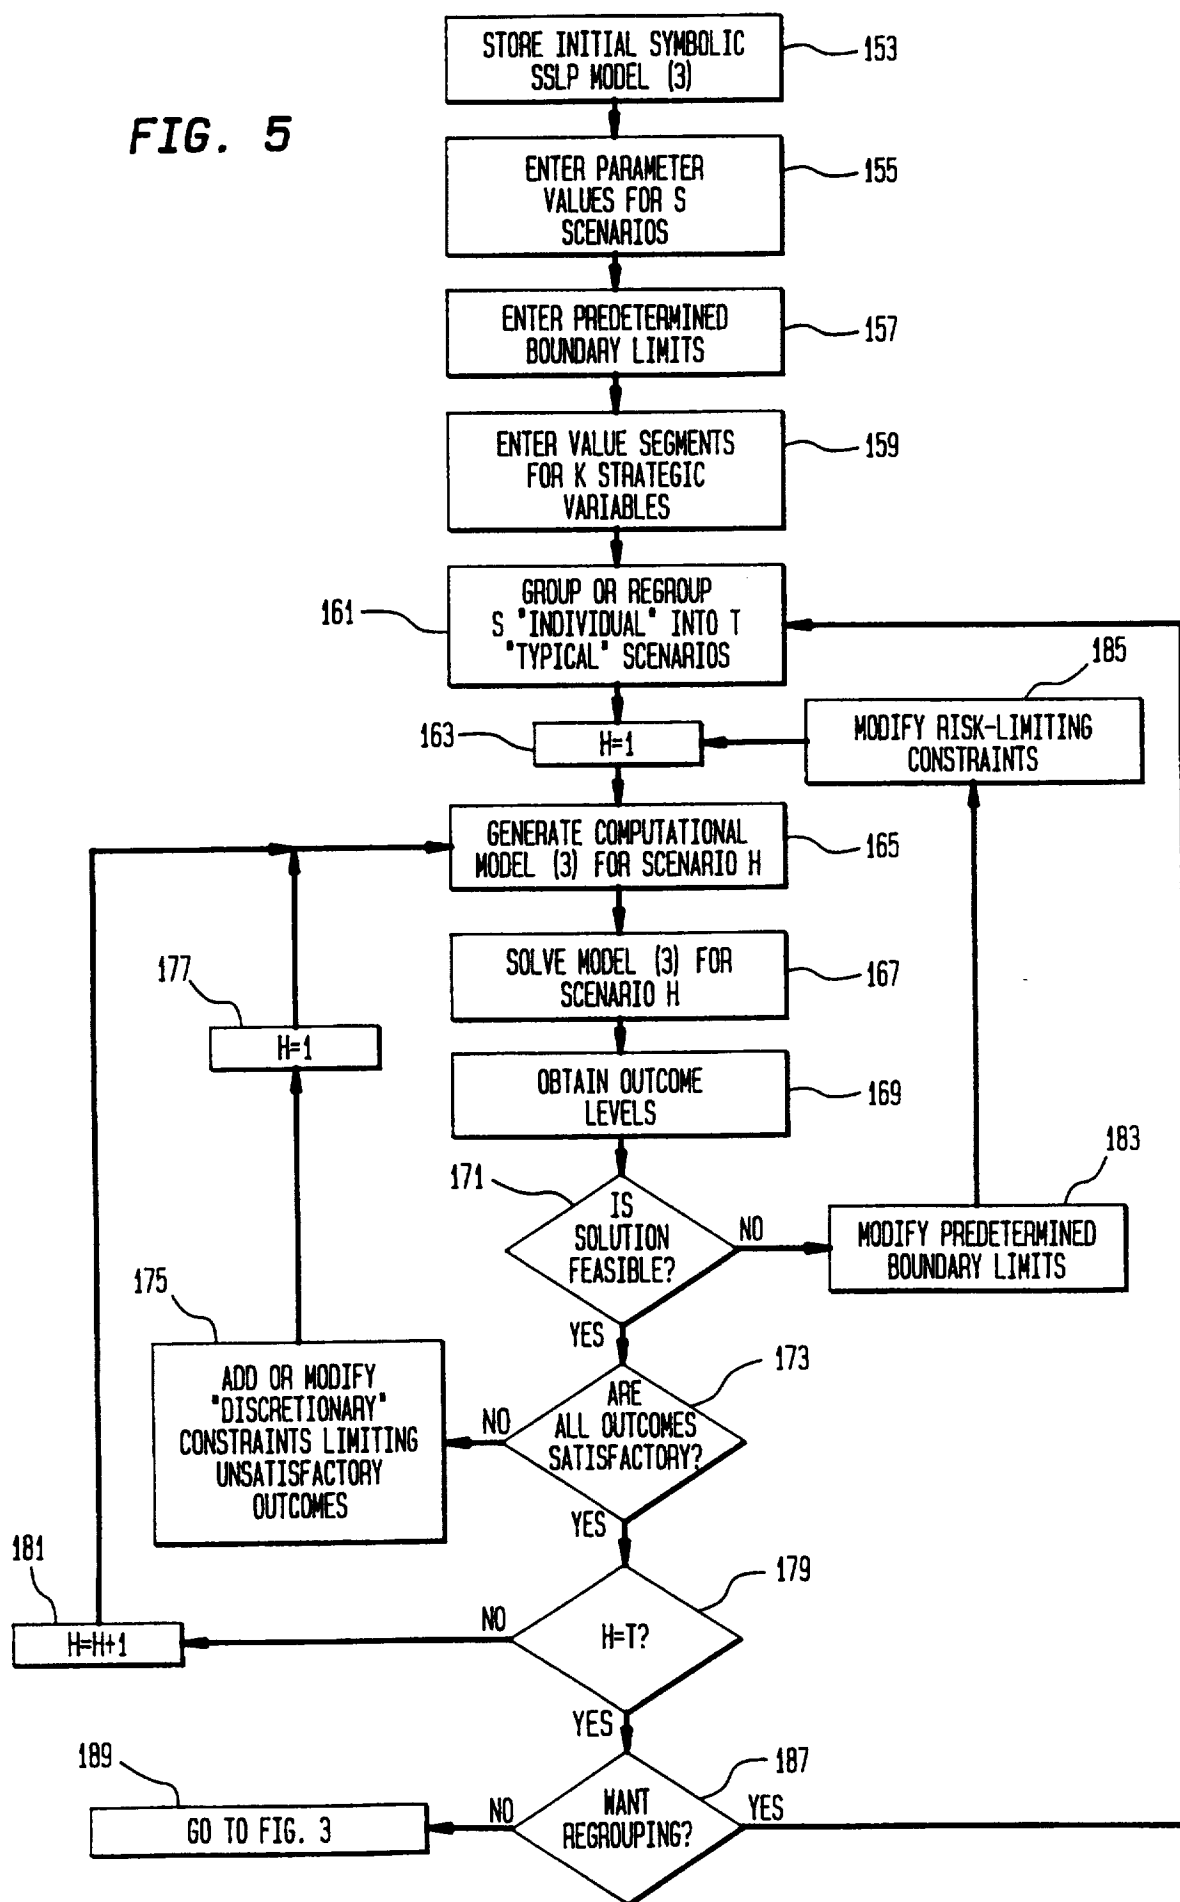 FIG. 5
STORE INITIAL SYMBOLIC
SSLP MODEL (3)
153
ENTER PARAMETER
VALUES FOR S
SCENARIOS
155
ENTER PREDETERMINED
BOUNDARY LIMITS
157
ENTER VALUE SEGMENTS
FOR K STRATEGIC
VARIABLES
159
161
GROUP OR REGROUP
S "INDIVIDUAL" INTO T
"TYPICAL" SCENARIOS
185
163
H=1
MODIFY RISK-LIMITING
CONSTRAINTS
GENERATE COMPUTATIONAL
MODEL (3) FOR SCENARIO H
165
SOLVE MODEL (3) FOR
SCENARIO H
167
177
H=1
OBTAIN OUTCOME
LEVELS
169
171
IS
SOLUTION
FEASIBLE?
NO
183
MODIFY PREDETERMINED
BOUNDARY LIMITS
YES
175
ADD OR MODIFY
"DISCRETIONARY"
CONSTRAINTS LIMITING
UNSATISFACTORY
OUTCOMES
NO
173
ARE
ALL OUTCOMES
SATISFACTORY?
YES
181
H=H+1
NO
179
H=T?
YES
189
GO TO FIG. 3
NO
187
WANT
REGROUPING?
YES